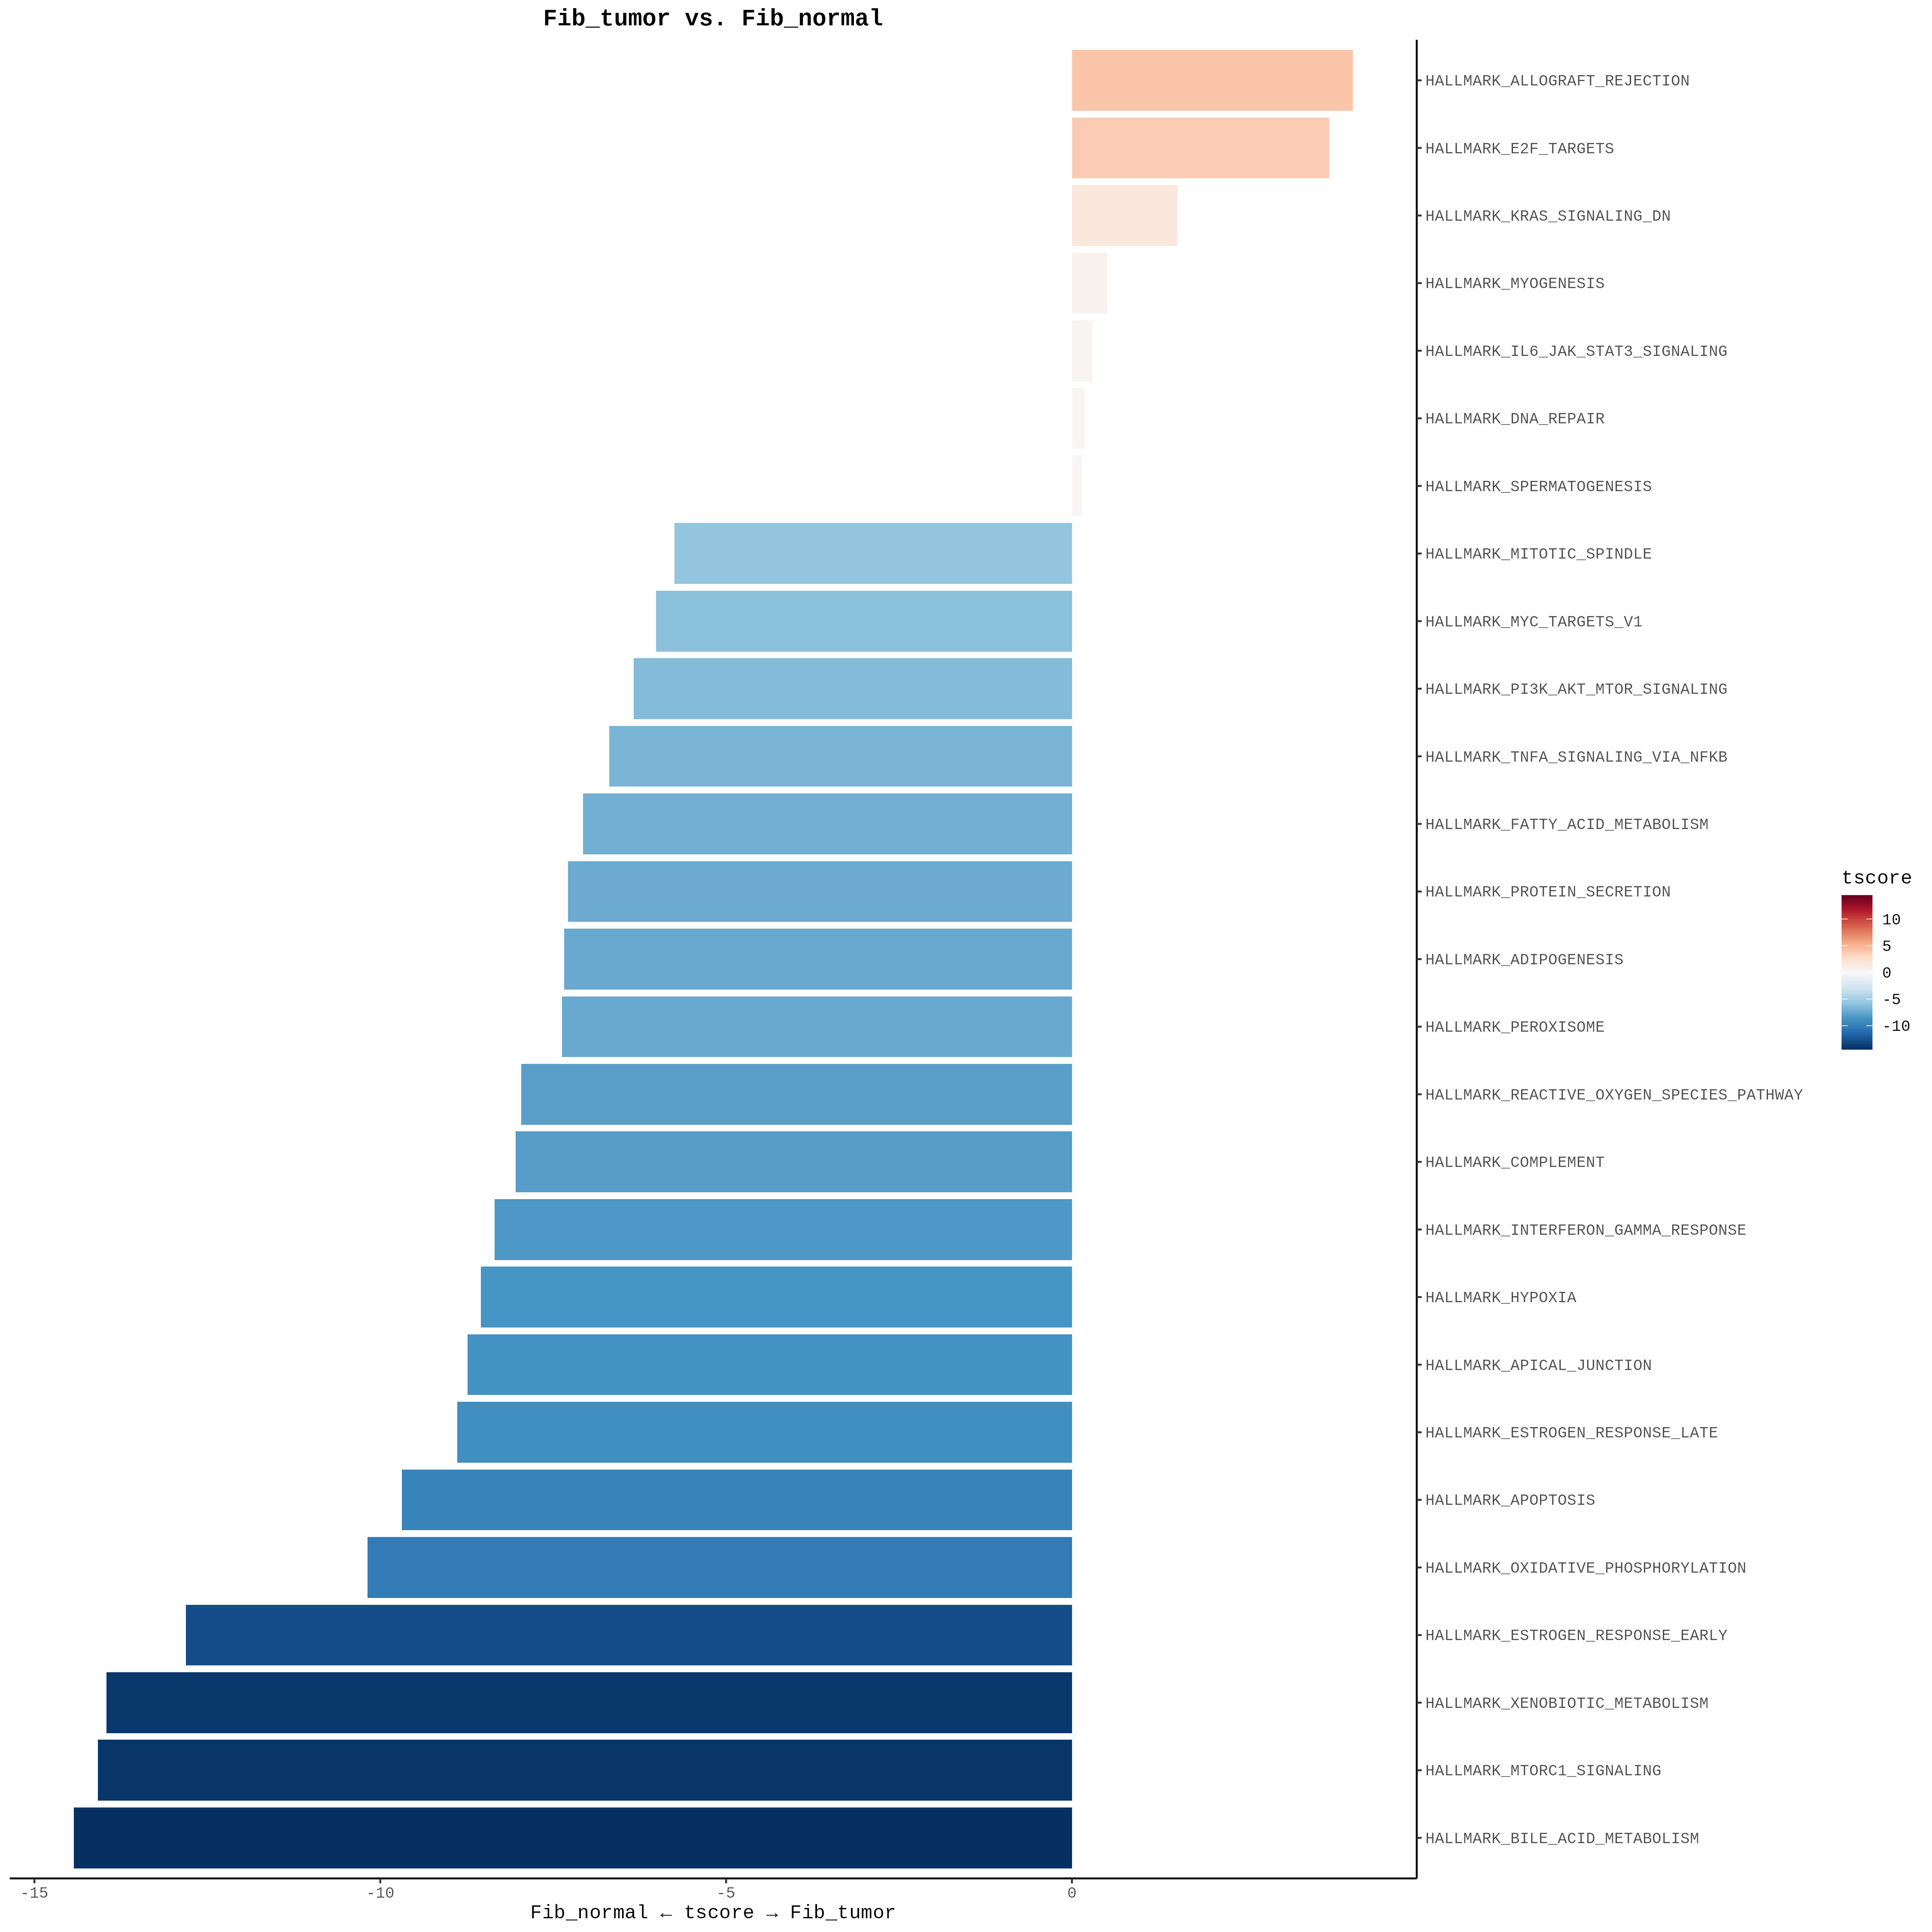 Fib_tumor vs. Fib_normal
HALLMARK_ALLOGRAFT_REJECTION
HALLMARK_E2F_TARGETS
HALLMARK_KRAS_SIGNALING_DN
HALLMARK_MYOGENESIS
HALLMARK_IL6_JAK_STAT3_SIGNALING
HALLMARK_DNA_REPAIR
HALLMARK_SPERMATOGENESIS
HALLMARK_MITOTIC_SPINDLE
HALLMARK_MYC_TARGETS_V1
HALLMARK_PI3K_AKT_MTOR_SIGNALING
HALLMARK_TNFA_SIGNALING_VIA_NFKB
HALLMARK_FATTY_ACID_METABOLISM
HALLMARK_PROTEIN_SECRETION
HALLMARK_ADIPOGENESIS
HALLMARK_PEROXISOME
HALLMARK_REACTIVE_OXYGEN_SPECIES_PATHWAY
HALLMARK_COMPLEMENT
HALLMARK_INTERFERON_GAMMA_RESPONSE
HALLMARK_HYPOXIA
HALLMARK_APICAL_JUNCTION
HALLMARK_ESTROGEN_RESPONSE_LATE
HALLMARK_APOPTOSIS
HALLMARK_OXIDATIVE_PHOSPHORYLATION
HALLMARK_ESTROGEN_RESPONSE_EARLY
HALLMARK_XENOBIOTIC_METABOLISM
HALLMARK_MTORC1_SIGNALING
HALLMARK_BILE_ACID_METABOLISM
-15 -10 -5 0
Fib_normal ← tscore → Fib_tumor
tscore
10
5
0
-5
-10